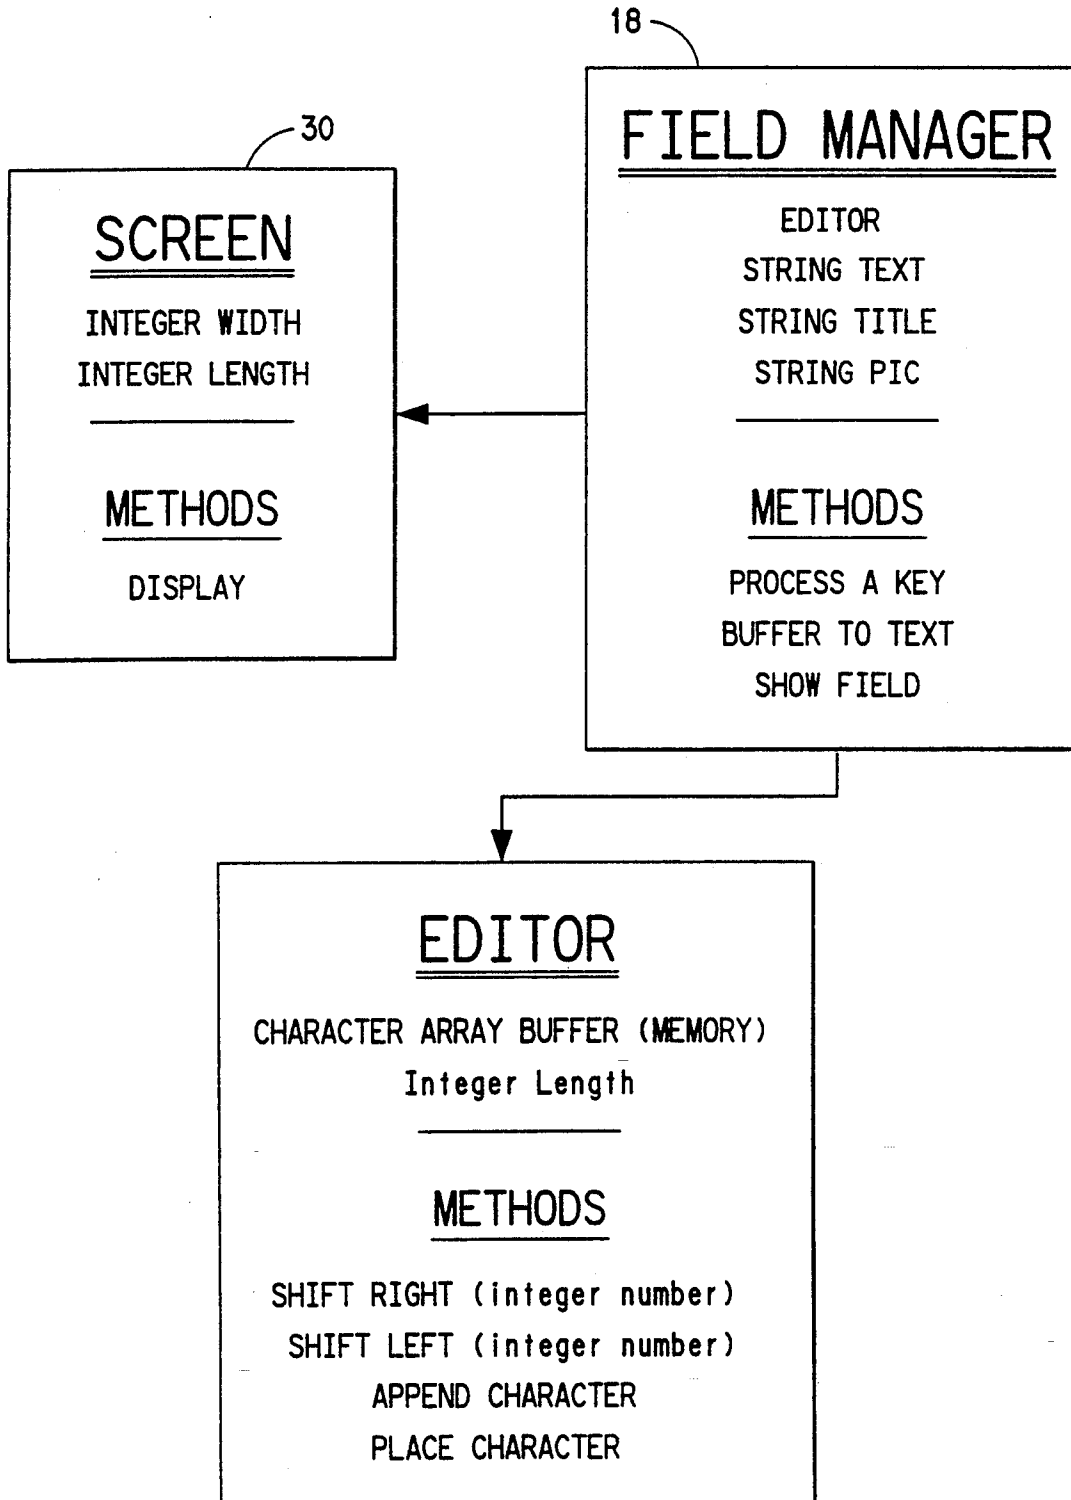 18
FIELD MANAGER
EDITOR
STRING TEXT
STRING TITLE
STRING PIC
METHODS
PROCESS A KEY
BUFFER TO TEXT
SHOW FIELD
30
SCREEN
INTEGER WIDTH
INTEGER LENGTH
METHODS
DISPLAY
EDITOR
CHARACTER ARRAY BUFFER (MEMORY)
Integer Length
METHODS
SHIFT RIGHT (integer number)
SHIFT LEFT (integer number)
APPEND CHARACTER
PLACE CHARACTER